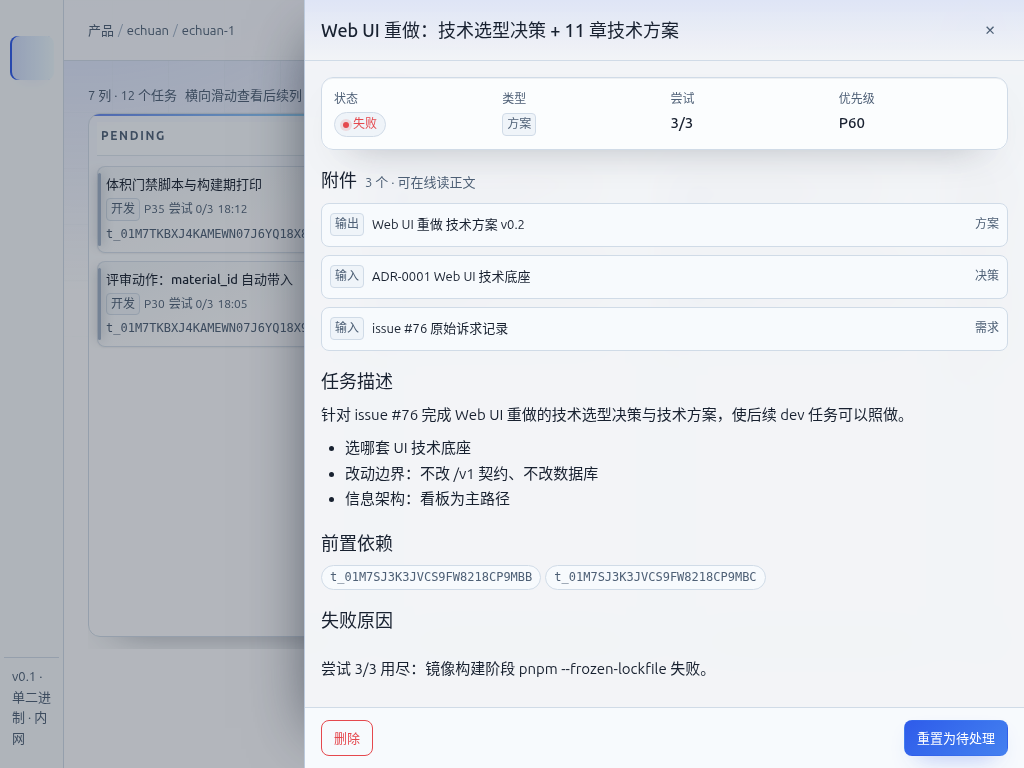 产品 / echuan / echuan-1
7 列 · 12 个任务 横向滑动查看后续列
PENDING
体积门禁脚本与构建期打印
开发 P35 尝试 0/3 18:12
t_01M7TKBXJ4KAMEWN07J6YQ18X
评审动作：material_id 自动带入
开发 P30 尝试 0/3 18:05
t_01M7TKBXJ4KAMEWN07J6YQ18X
v0.1 ·
单二进
制 · 内
网
Web UI 重做：技术选型决策 + 11 章技术方案
×
状态 类型 尝试 优先级
失败 方案 3/3 P60
附件 3 个 · 可在线读正文
输出 Web UI 重做 技术方案 v0.2 方案
输入 ADR-0001 Web UI 技术底座 决策
输入 issue #76 原始诉求记录 需求
任务描述
针对 issue #76 完成 Web UI 重做的技术选型决策与技术方案，使后续 dev 任务可以照做。
• 选哪套 UI 技术底座
• 改动边界：不改 /v1 契约、不改数据库
• 信息架构：看板为主路径
前置依赖
t_01M7SJ3K3JVCS9FW8218CP9MBB t_01M7SJ3K3JVCS9FW8218CP9MBC
失败原因
尝试 3/3 用尽：镜像构建阶段 pnpm --frozen-lockfile 失败。
删除 重置为待处理